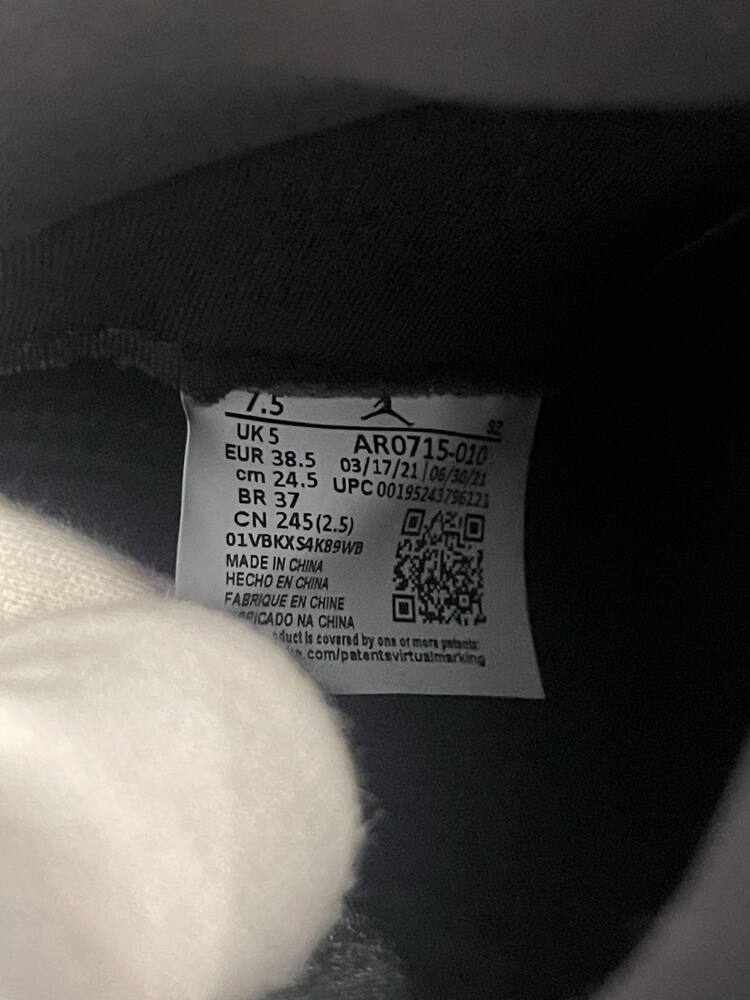 7.5
92
UK 5
AR0715-010
EUR 38.5
03/17/21 | 06/30/21
cm 24.5
UPC 00195243796121
BR 37
CN 245 (2.5)
01VBKXS4K89WB
MADE IN CHINA
HECHO EN CHINA
FABRIQUE EN CHINE
NA CHINA
is covered by one or more patents:
.com/patentsvirtualmarking